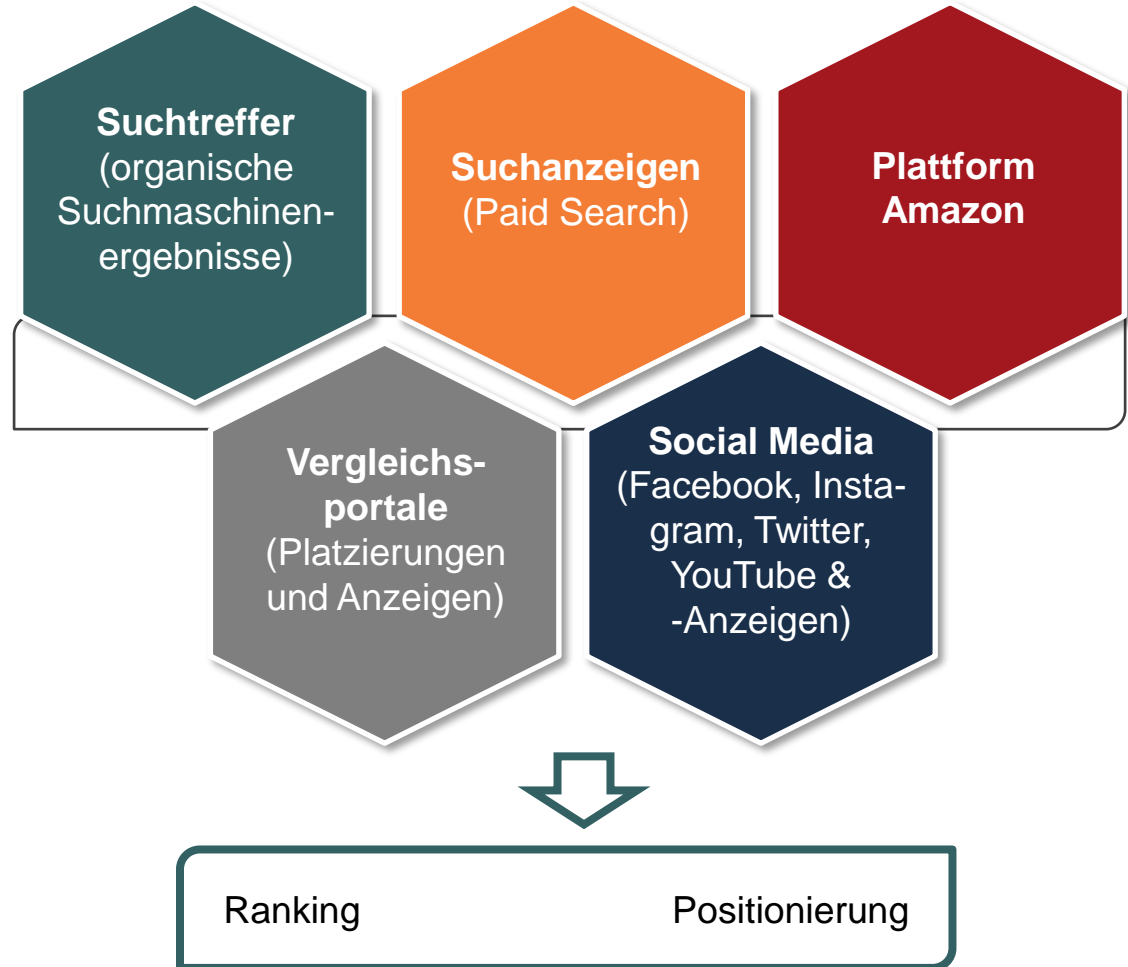 Suchtreffer
(organische
Suchmaschinen-
ergebnisse)
Suchanzeigen
(Paid Search)
Plattform
Amazon
Vergleichs-
portale
(Platzierungen
und Anzeigen)
Social Media
(Facebook, Insta-
gram, Twitter,
YouTube &
-Anzeigen)
Ranking
Positionierung